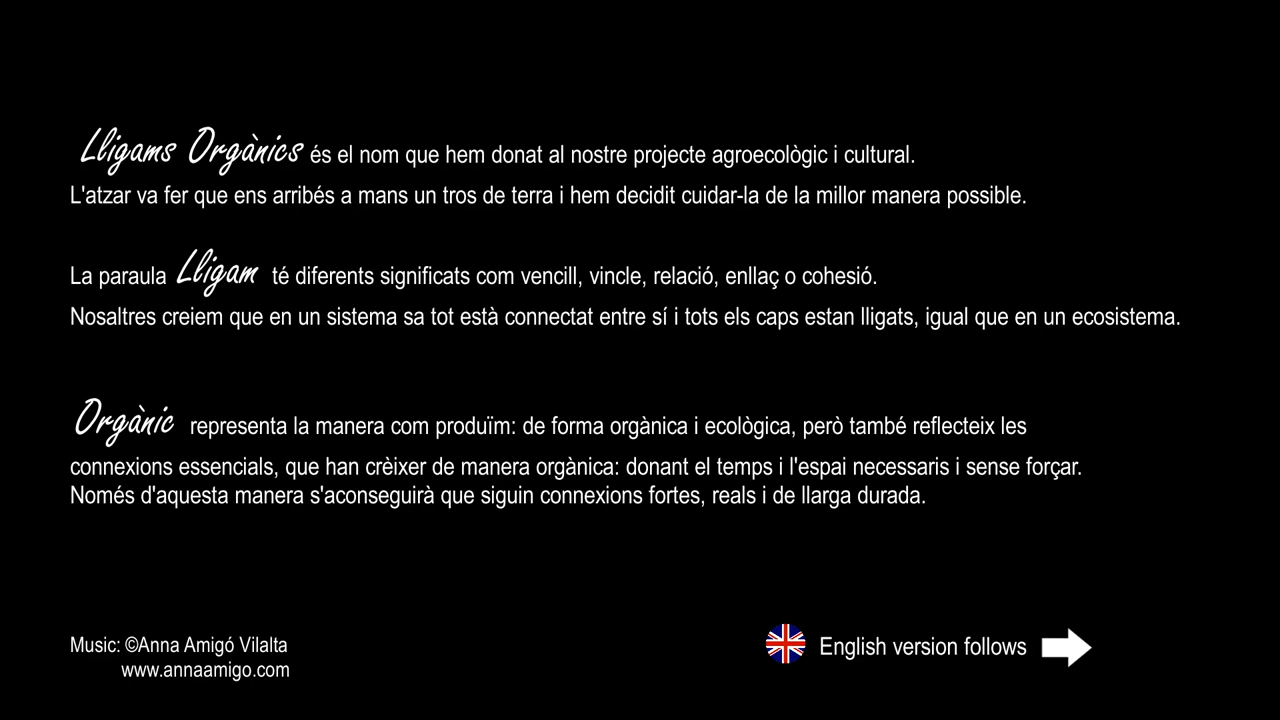 Lligams Orgànics és el nom que hem donat al nostre projecte agroecològic i cultural.
L'atzar va fer que ens arribés a mans un tros de terra i hem decidit cuidar-la de la millor manera possible.
La paraula Lligam té diferents significats com vencill, vincle, relació, enllaç o cohesió.
Nosaltres creiem que en un sistema sa tot està connectat entre sí i tots els caps estan lligats, igual que en un ecosistema.
Orgànic representa la manera com produïm: de forma orgànica i ecològica, però també reflecteix les
connexions essencials, que han crèixer de manera orgànica: donant el temps i l'espai necessaris i sense forçar.
Només d'aquesta manera s'aconseguirà que siguin connexions fortes, reals i de llarga durada.
Music: ©Anna Amigó Vilalta
www.annaamigo.com
English version follows